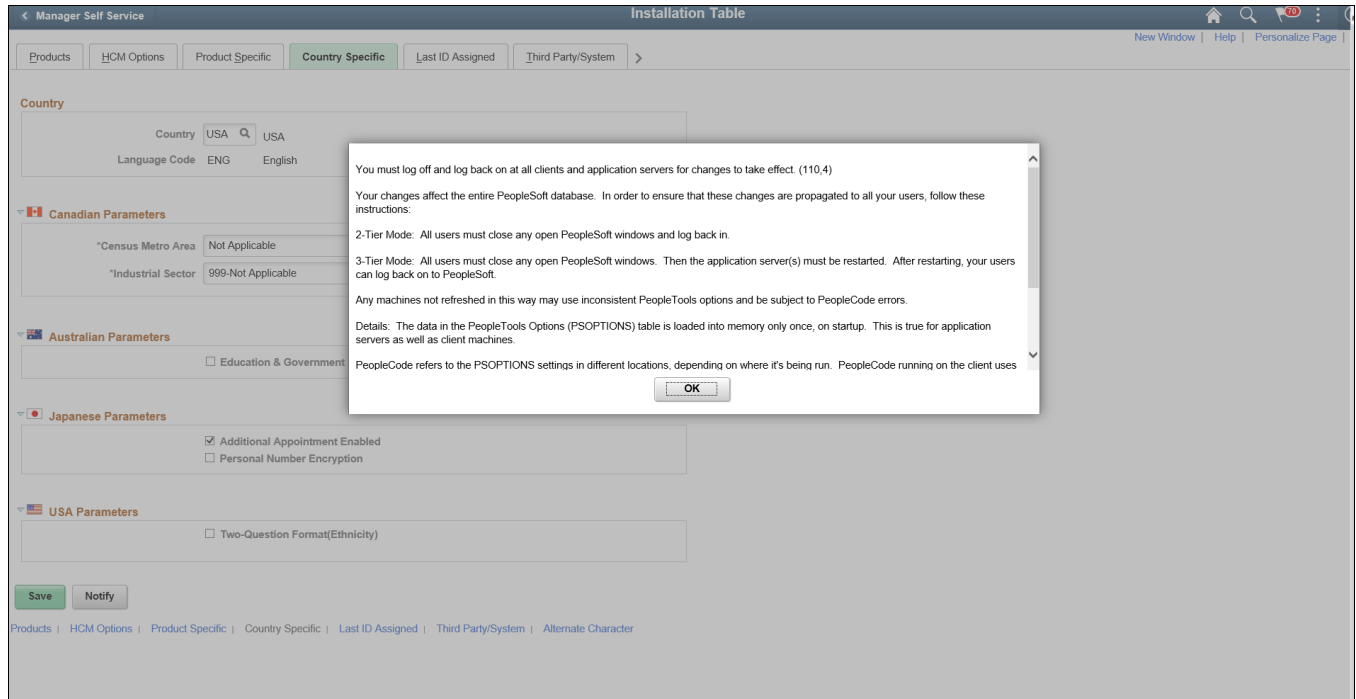 Manager Self Service
Installation Table
70
New Window | Help | Personalize Page |
Products
HCM Options
Product Specific
Country Specific
Last ID Assigned
Third Party/System
Country
Country USA USA
Language Code ENG English
Canadian Parameters
*Census Metro Area Not Applicable
*Industrial Sector 999-Not Applicable
Australian Parameters
Education & Government
Japanese Parameters
Additional Appointment Enabled
Personal Number Encryption
USA Parameters
Two-Question Format(Ethnicity)
Save
Notify
Products | HCM Options | Product Specific | Country Specific | Last ID Assigned | Third Party/System | Alternate Character
You must log off and log back on at all clients and application servers for changes to take effect. (110,4)
Your changes affect the entire PeopleSoft database. In order to ensure that these changes are propagated to all your users, follow these
instructions:
2-Tier Mode: All users must close any open PeopleSoft windows and log back in.
3-Tier Mode: All users must close any open PeopleSoft windows. Then the application server(s) must be restarted. After restarting, your users
can log back on to PeopleSoft.
Any machines not refreshed in this way may use inconsistent PeopleTools options and be subject to PeopleCode errors.
Details: The data in the PeopleTools Options (PSOPTIONS) table is loaded into memory only once, on startup. This is true for application
servers as well as client machines.
PeopleCode refers to the PSOPTIONS settings in different locations, depending on where it's being run. PeopleCode running on the client uses
OK